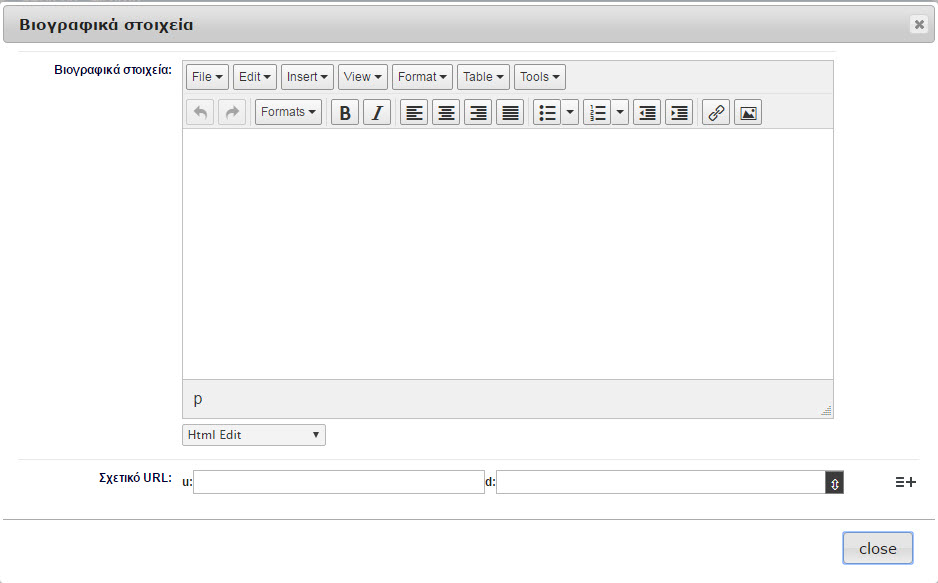 Βιογραφικά στοιχεία
Βιογραφικά στοιχεία: File Edit Insert View Format Table Tools
Formats B I
p
Html Edit
Σχετικό URL: u: d:
close